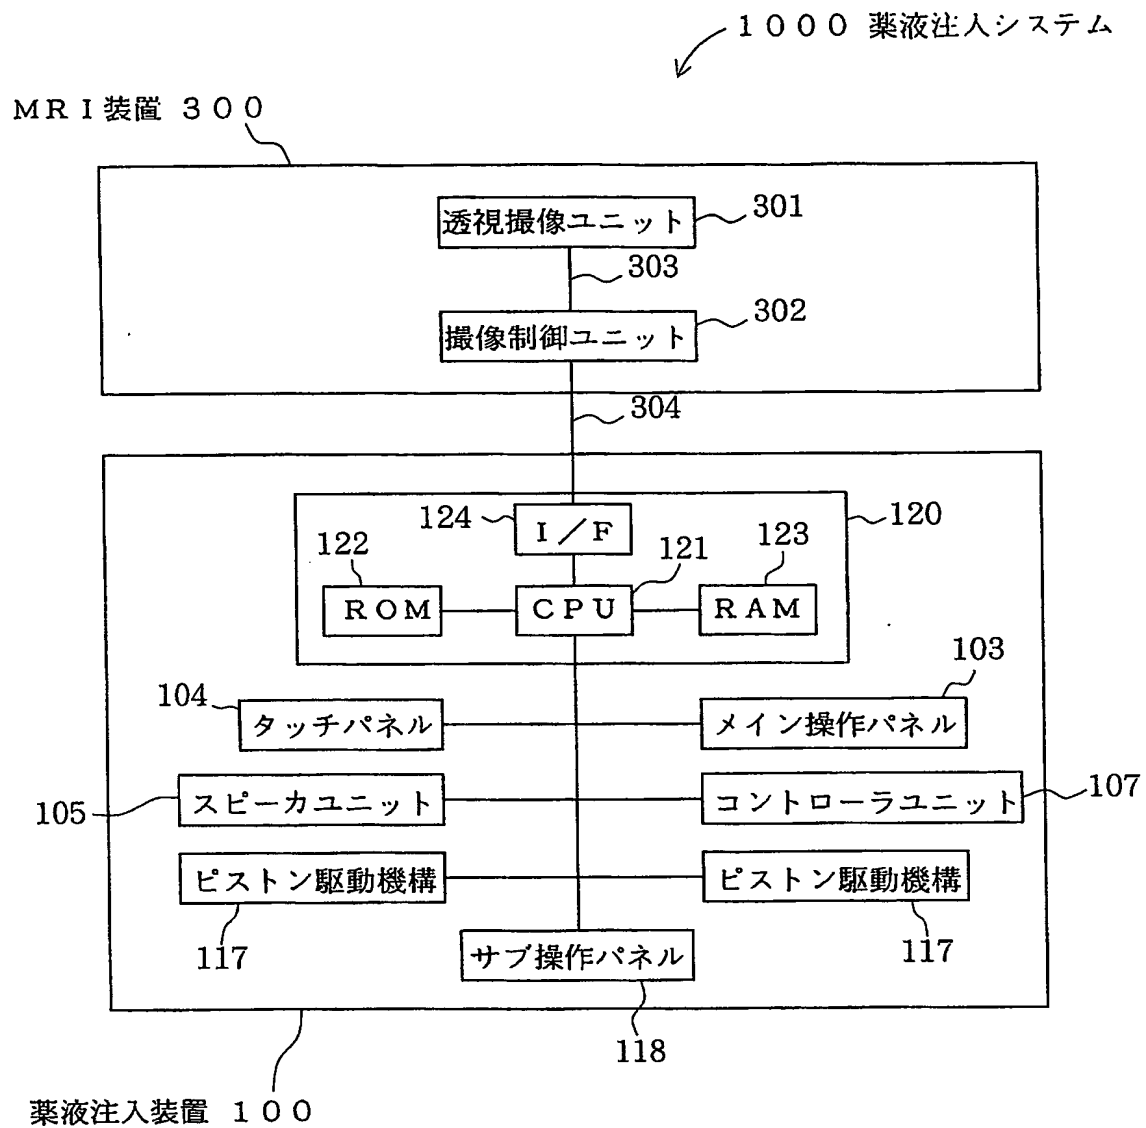 １０００ 薬液注入システム
ＭＲＩ装置 ３００
透視撮像ユニット
301
303
撮像制御ユニット
302
304
120
124
Ｉ／Ｆ
122
121
123
ＲＯＭ
ＣＰＵ
ＲＡＭ
104
タッチパネル
103
メイン操作パネル
105
スピーカユニット
コントローラユニット
107
ピストン駆動機構
ピストン駆動機構
117
117
サブ操作パネル
118
薬液注入装置 １００